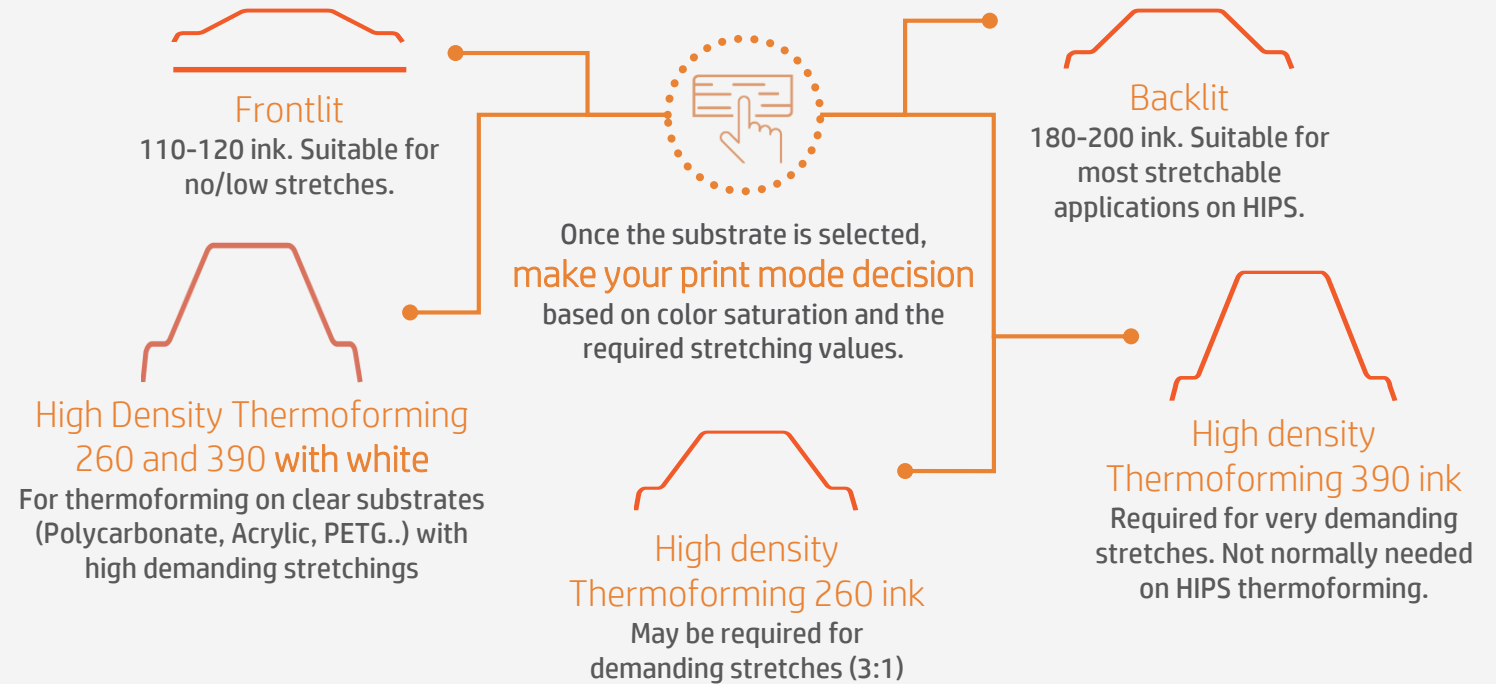 Frontlit
110-120 ink. Suitable for
no/low stretches.
Backlit
180-200 ink. Suitable for
most stretchable
applications on HIPS.
Once the substrate is selected,
make your print mode decision
based on color saturation and the
required stretching values.
High Density Thermoforming
260 and 390 with white
For thermoforming on clear substrates
(Polycarbonate, Acrylic, PETG..) with
high demanding stretchings
High density
Thermoforming 260 ink
May be required for
demanding stretches (3:1)
High density
Thermoforming 390 ink
Required for very demanding
stretches. Not normally needed
on HIPS thermoforming.